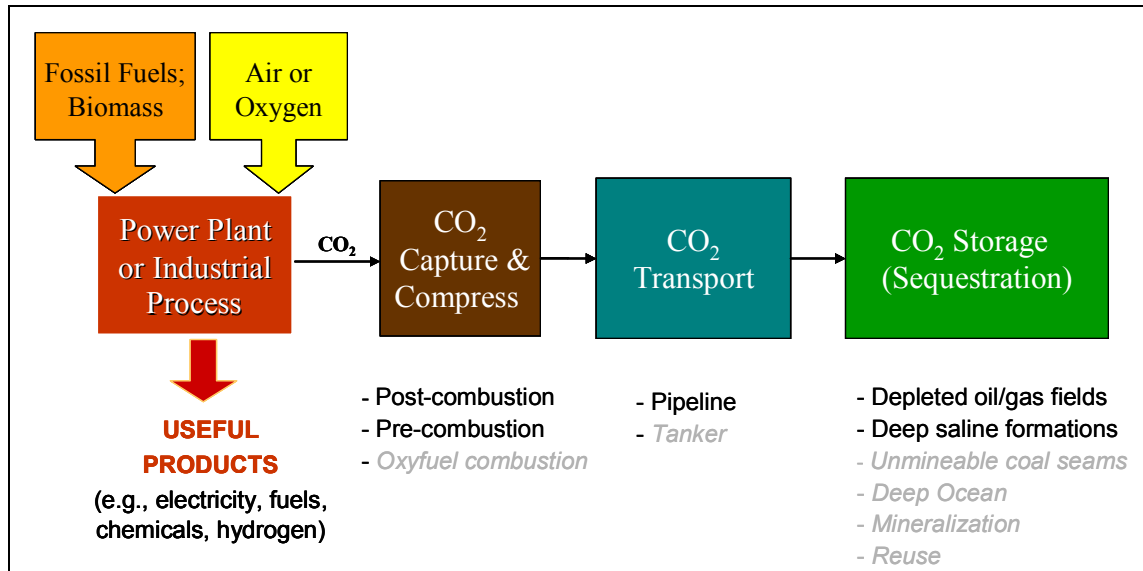 Fossil Fuels;
Biomass
Air or
Oxygen
Power Plant
or Industrial
Process
CO₂
CO₂
Capture &
Compress
CO₂
Transport
CO₂ Storage
(Sequestration)
USEFUL
PRODUCTS
(e.g., electricity, fuels,
chemicals, hydrogen)
- Post-combustion
- Pre-combustion
- Oxyfuel combustion
- Pipeline
- Tanker
- Depleted oil/gas fields
- Deep saline formations
- Unmineable coal seams
- Deep Ocean
- Mineralization
- Reuse